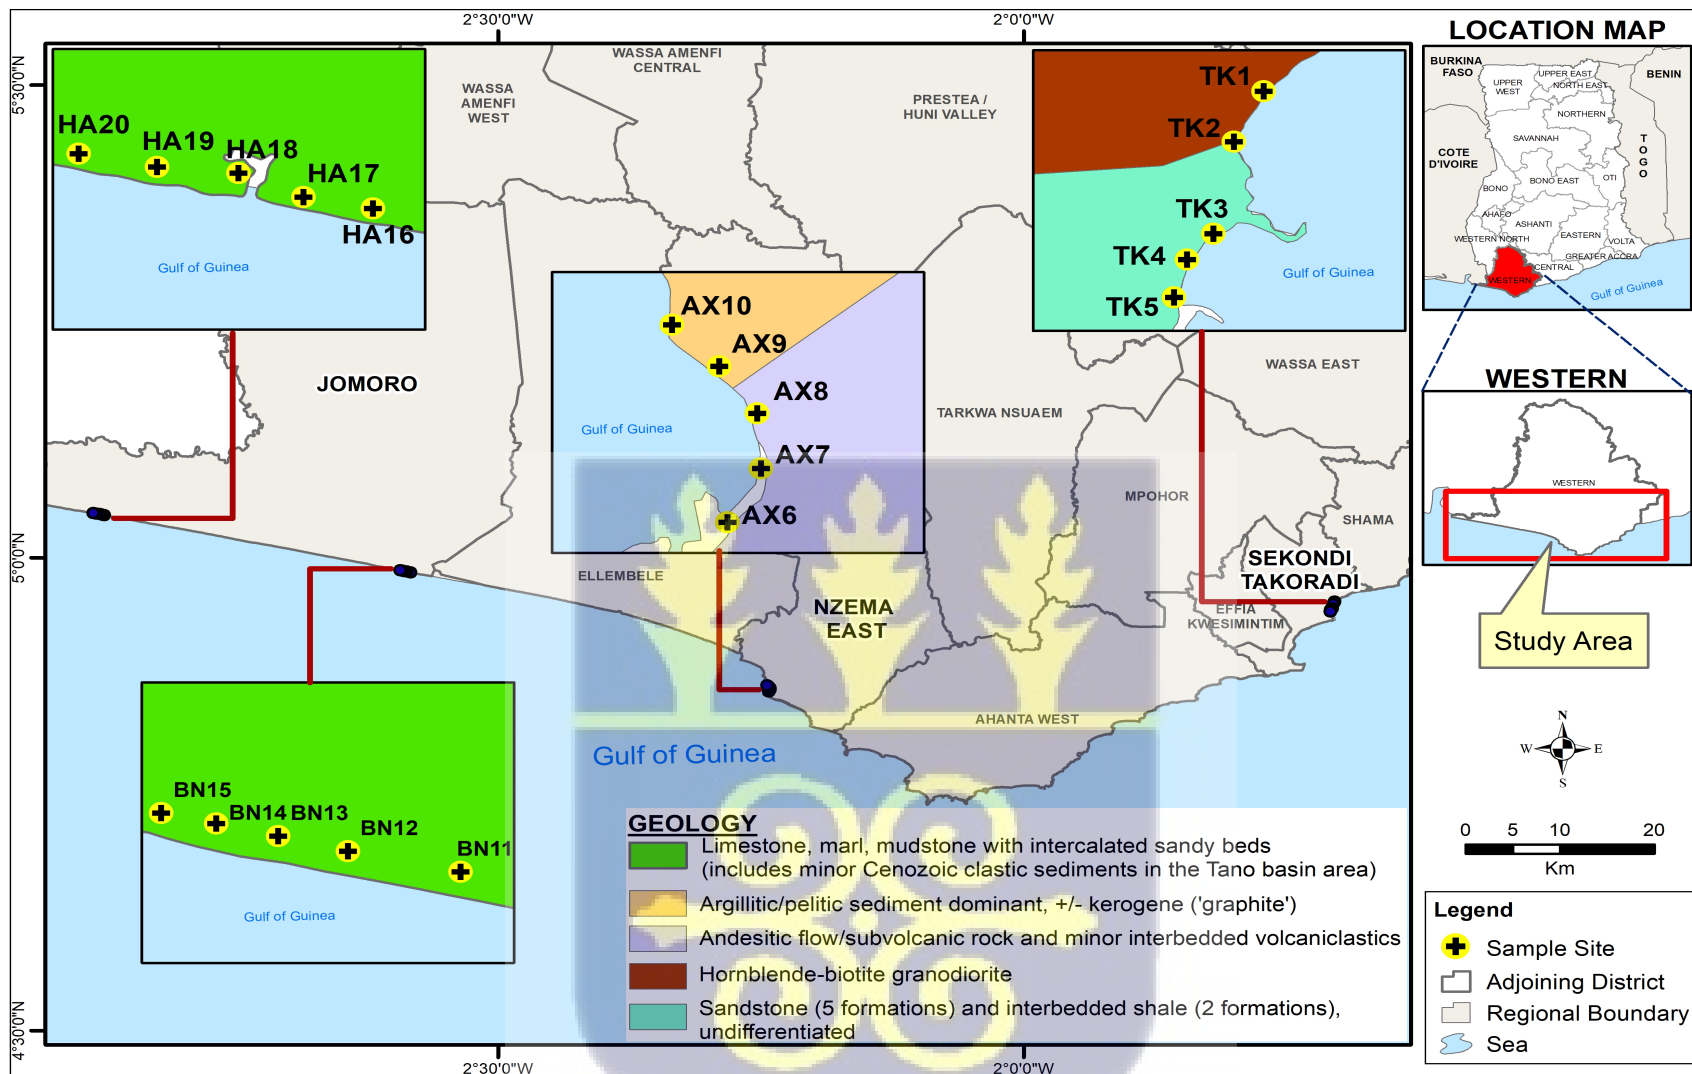 2°30'0"W
2°0'0"W
5°30'0"N
5°0'0"N
4°30'0"N
2°30'0"W
2°0'0"W
HA20
HA19
HA18
HA17
HA16
Gulf of Guinea
WASSA
AMENFI
WEST
WASSA AMENFI
CENTRAL
PRESTEA /
HUNI VALLEY
TK1
TK2
TK3
TK4
TK5
Gulf of Guinea
JOMORO
AX10
AX9
AX8
AX7
AX6
Gulf of Guinea
WASSA EAST
TARKWA NSUAEM
MPOHOR
SHAMA
SEKONDI
TAKORADI
EFFIA
KWESIMINTIM
ELLEMBELE
NZEMA
EAST
AHANTA WEST
Gulf of Guinea
BN15
BN14
BN13
BN12
BN11
Gulf of Guinea
GEOLOGY
Limestone, marl, mudstone with intercalated sandy beds
(includes minor Cenozoic clastic sediments in the Tano basin area)
Argillitic/pelitic sediment dominant, +/- kerogene ('graphite')
Andesitic flow/subvolcanic rock and minor interbedded volcaniclastics
Hornblende-biotite granodiorite
Sandstone (5 formations) and interbedded shale (2 formations),
undifferentiated
LOCATION MAP
BURKINA
FASO
BENIN
UPPER
WEST
UPPER EAST
NORTH EAST
NORTHERN
SAVANNAH
COTE
D'IVOIRE
T
O
G
O
OTI
BONO
BONO EAST
AHAFO
ASHANTI
EASTERN
VOLTA
WESTERN NORTH
GREATER ACCRA
CENTRAL
WESTERN
Gulf of Guinea
WESTERN
WESTERN
Study Area
N
W
E
S
0
5
10
20
Km
Legend
Sample Site
Adjoining District
Regional Boundary
Sea